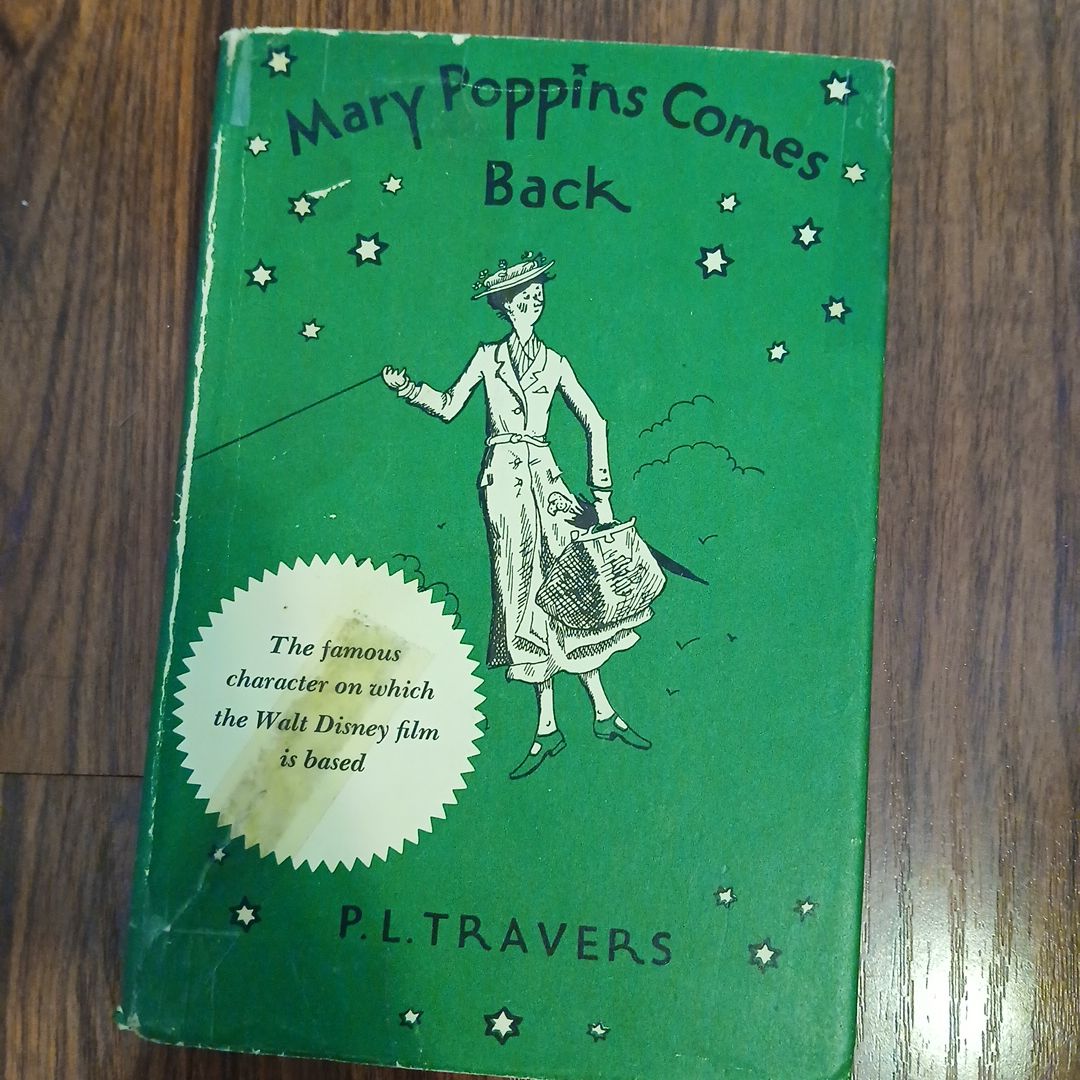 Mary Poppins Comes
Back
The famous
character on which
the Walt Disney film
is based
P. L. TRAVERS